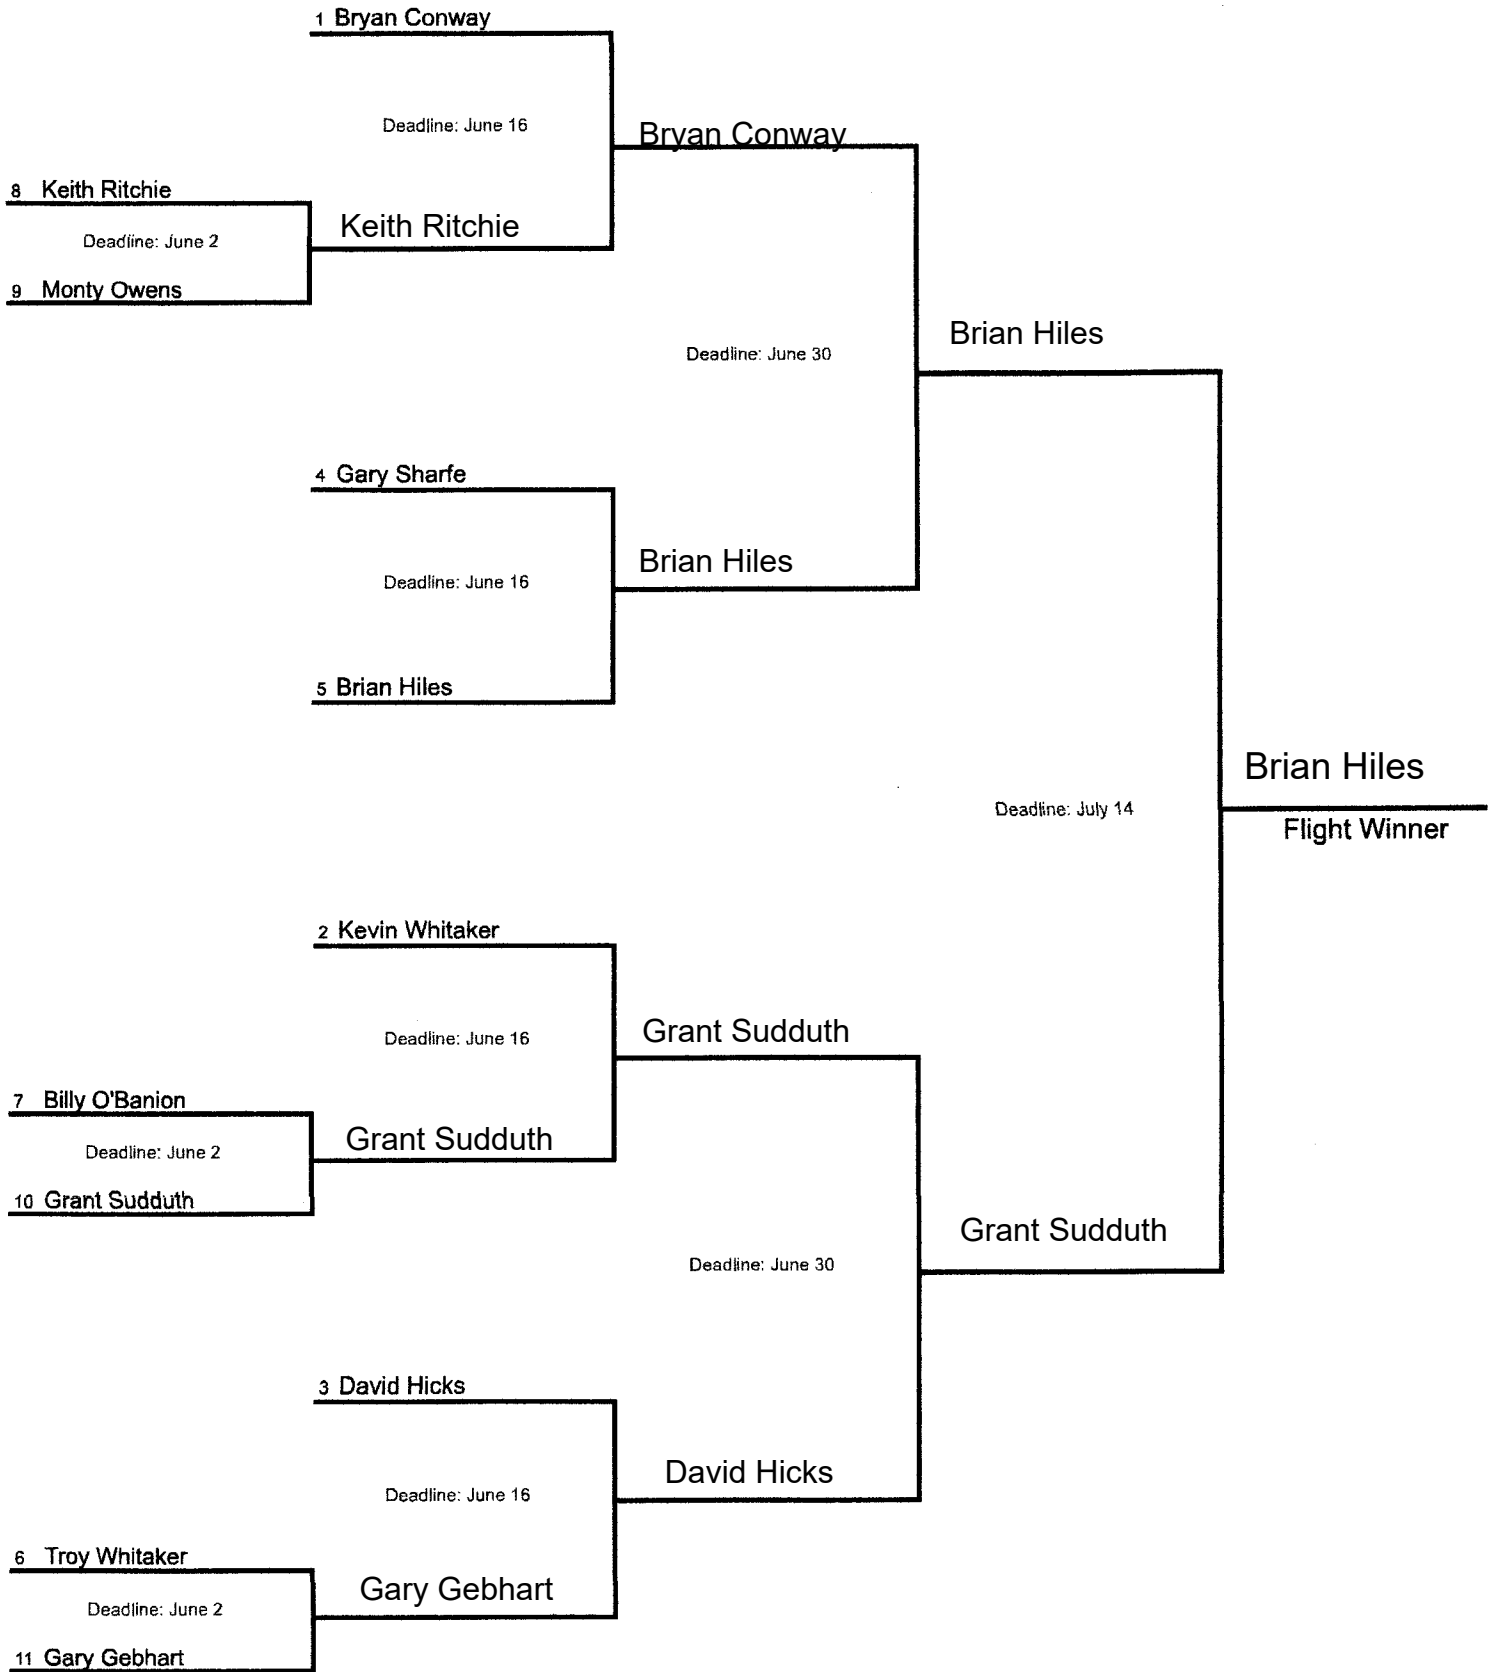 1 Bryan Conway
Deadline: June 16
Bryan Conway
8 Keith Ritchie
Keith Ritchie
Deadline: June 2
9 Monty Owens
Brian Hiles
Deadline: June 30
4 Gary Sharfe
Brian Hiles
Deadline: June 16
5 Brian Hiles
Brian Hiles
Deadline: July 14
Flight Winner
2 Kevin Whitaker
Grant Sudduth
Deadline: June 16
7 Billy O'Banion
Grant Sudduth
Deadline: June 2
10 Grant Sudduth
Grant Sudduth
Deadline: June 30
3 David Hicks
David Hicks
Deadline: June 16
6 Troy Whitaker
Gary Gebhart
Deadline: June 2
11 Gary Gebhart